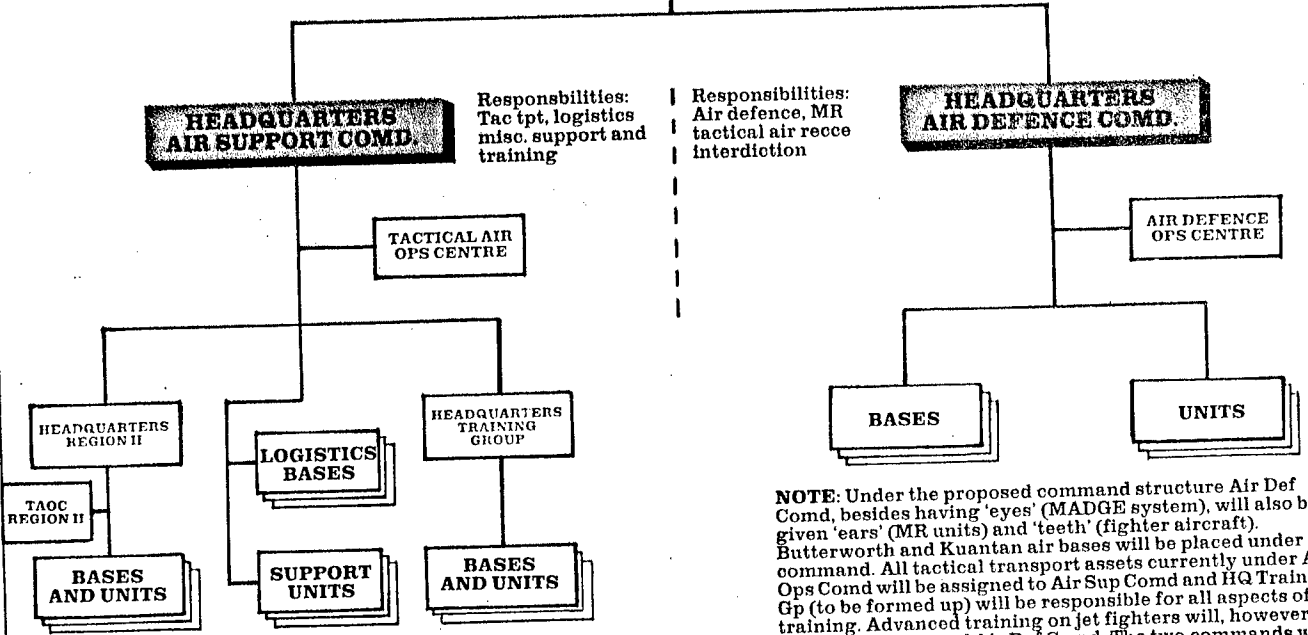 HEADQUARTERS
AIR SUPPORT COMD.
Responsbilities:
Tac tpt, logistics
misc. support and
training
Responsibilities:
Air defence, MR
tactical air recce
interdiction
HEADQUARTERS
AIR DEFENCE COMD.
TACTICAL AIR
OPS CENTRE
AIR DEFENCE
OPS CENTRE
HEADQUARTERS
REGION II
LOGISTICS
BASES
HEADQUARTERS
TRAINING
GROUP
BASES
UNITS
TAOC
REGION II
BASES
AND UNITS
SUPPORT
UNITS
BASES
AND UNITS
NOTE: Under the proposed command structure Air Def
Comd, besides having 'eyes' (MADGE system), will also b
given 'ears' (MR units) and 'teeth' (fighter aircraft).
Butterworth and Kuantan air bases will be placed under
command. All tactical transport assets currently under A
Ops Comd will be assigned to Air Sup Comd and HQ Train
Gp (to be formed up) will be responsible for all aspects of
training. Advanced training on jet fighters will, however
The two commands w